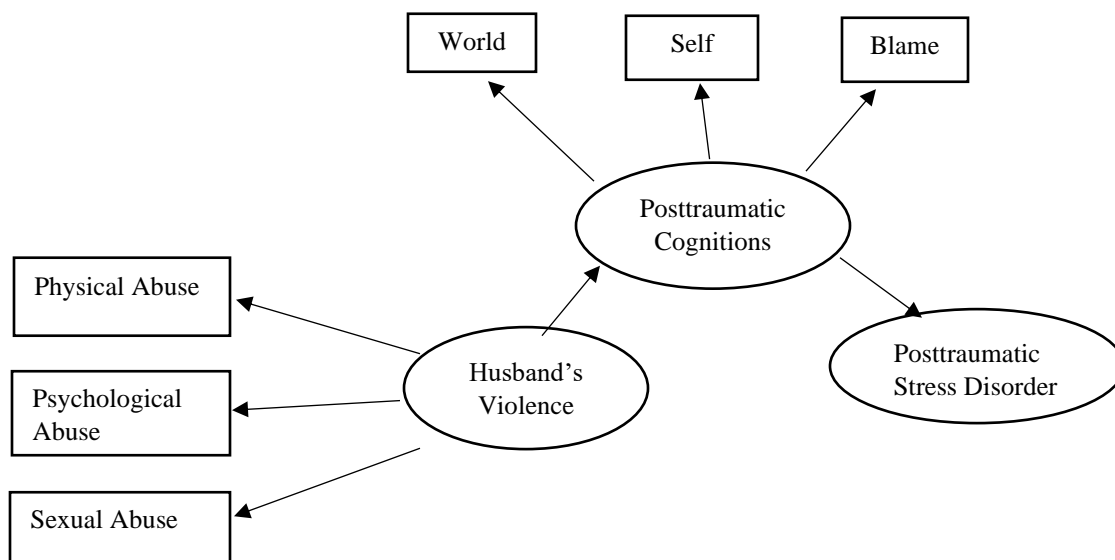 World
Self
Blame
Posttraumatic
Cognitions
Physical Abuse
Husband’s
Violence
Posttraumatic
Stress Disorder
Psychological
Abuse
Sexual Abuse